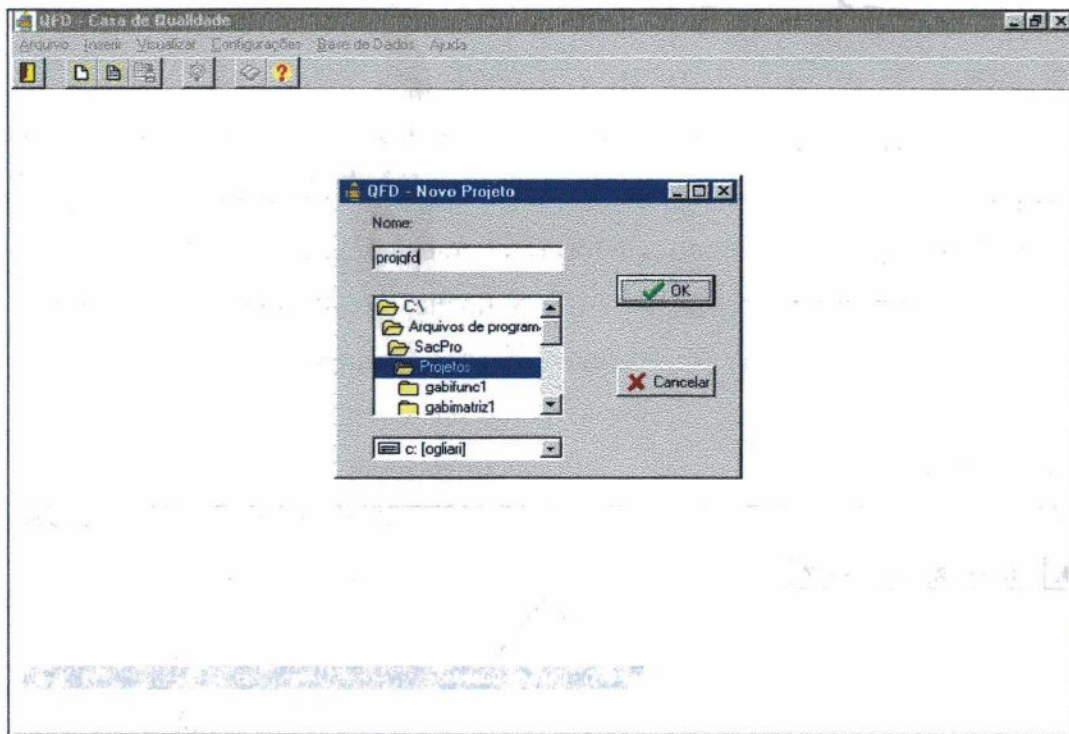 QFD - Casa de Qualidade
Arquivo Inserir Visualizar Configurações Base de Dados Ajuda
QFD - Novo Projeto
Nome:
projqfd
OK
C:\
Arquivos de program
SacPro
Projetos
Cancelar
gabifunc1
gabimatriz1
c: [ogliari]